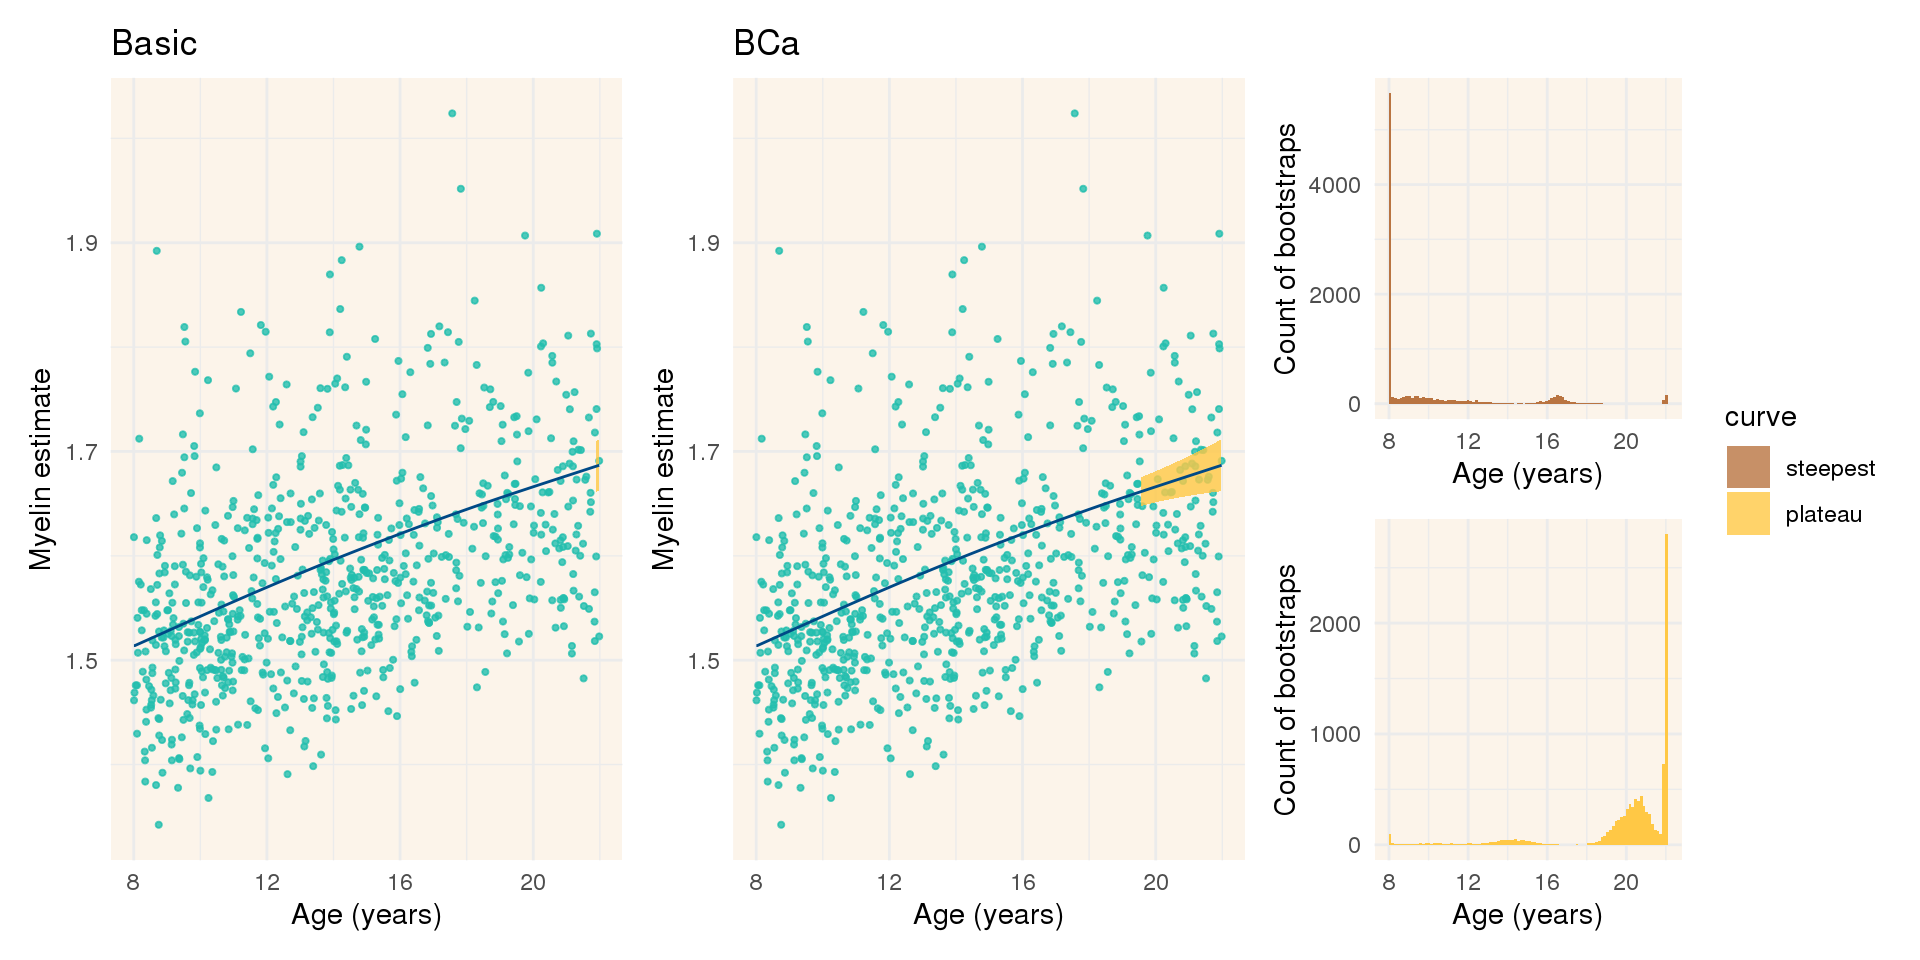 Basic
BCa
Myelin estimate
1.9
1.7
1.5
8 12 16 20
Age (years)
Myelin estimate
1.9
1.7
1.5
8 12 16 20
Age (years)
Count of bootstraps
4000
2000
0
8 12 16 20
Age (years)
Count of bootstraps
2000
1000
0
8 12 16 20
Age (years)
curve
steepest
plateau